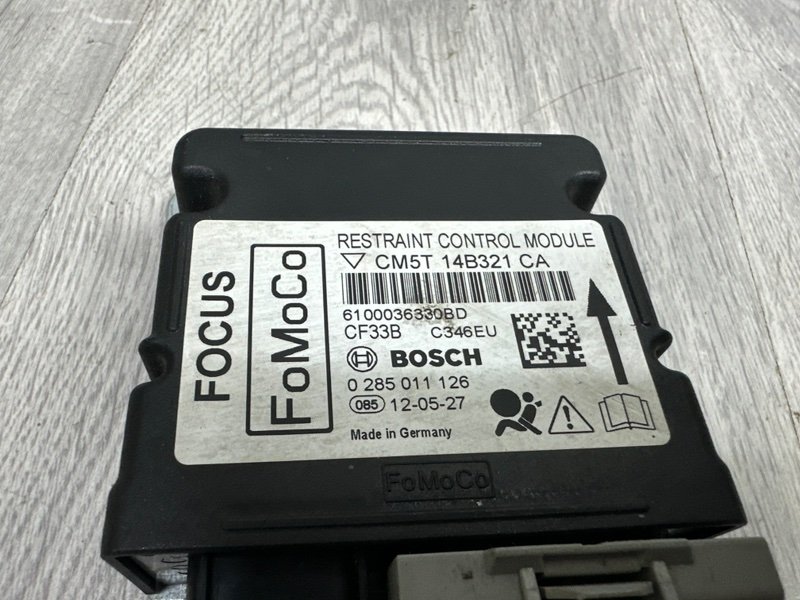 RESTRAINT CONTROL MODULE
CM5T 14B321 CA
6100036330BD
CF33B C346EU
BOSCH
0 285 011 126
085 12-05-27
Made in Germany
FOCUS
FoMoCo
FoMoCo